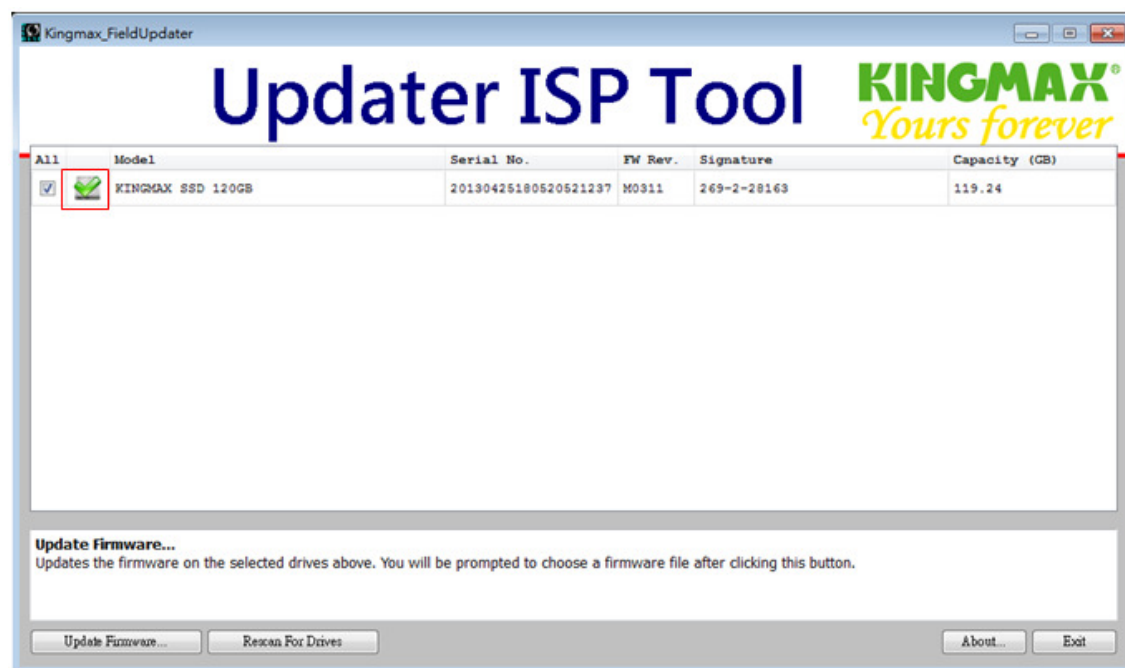 Kingmax_FieldUpdater
Updater ISP Tool
KINGMAX®
Yours forever
All Model Serial No. FW Rev. Signature Capacity (GB)
KINGMAX SSD 120GB 20130425180520521237 M0311 269-2-28163 119.24
Update Firmware...
Updates the firmware on the selected drives above. You will be prompted to choose a firmware file after clicking this button.
Update Firmware... Rescan For Drives About... Exit